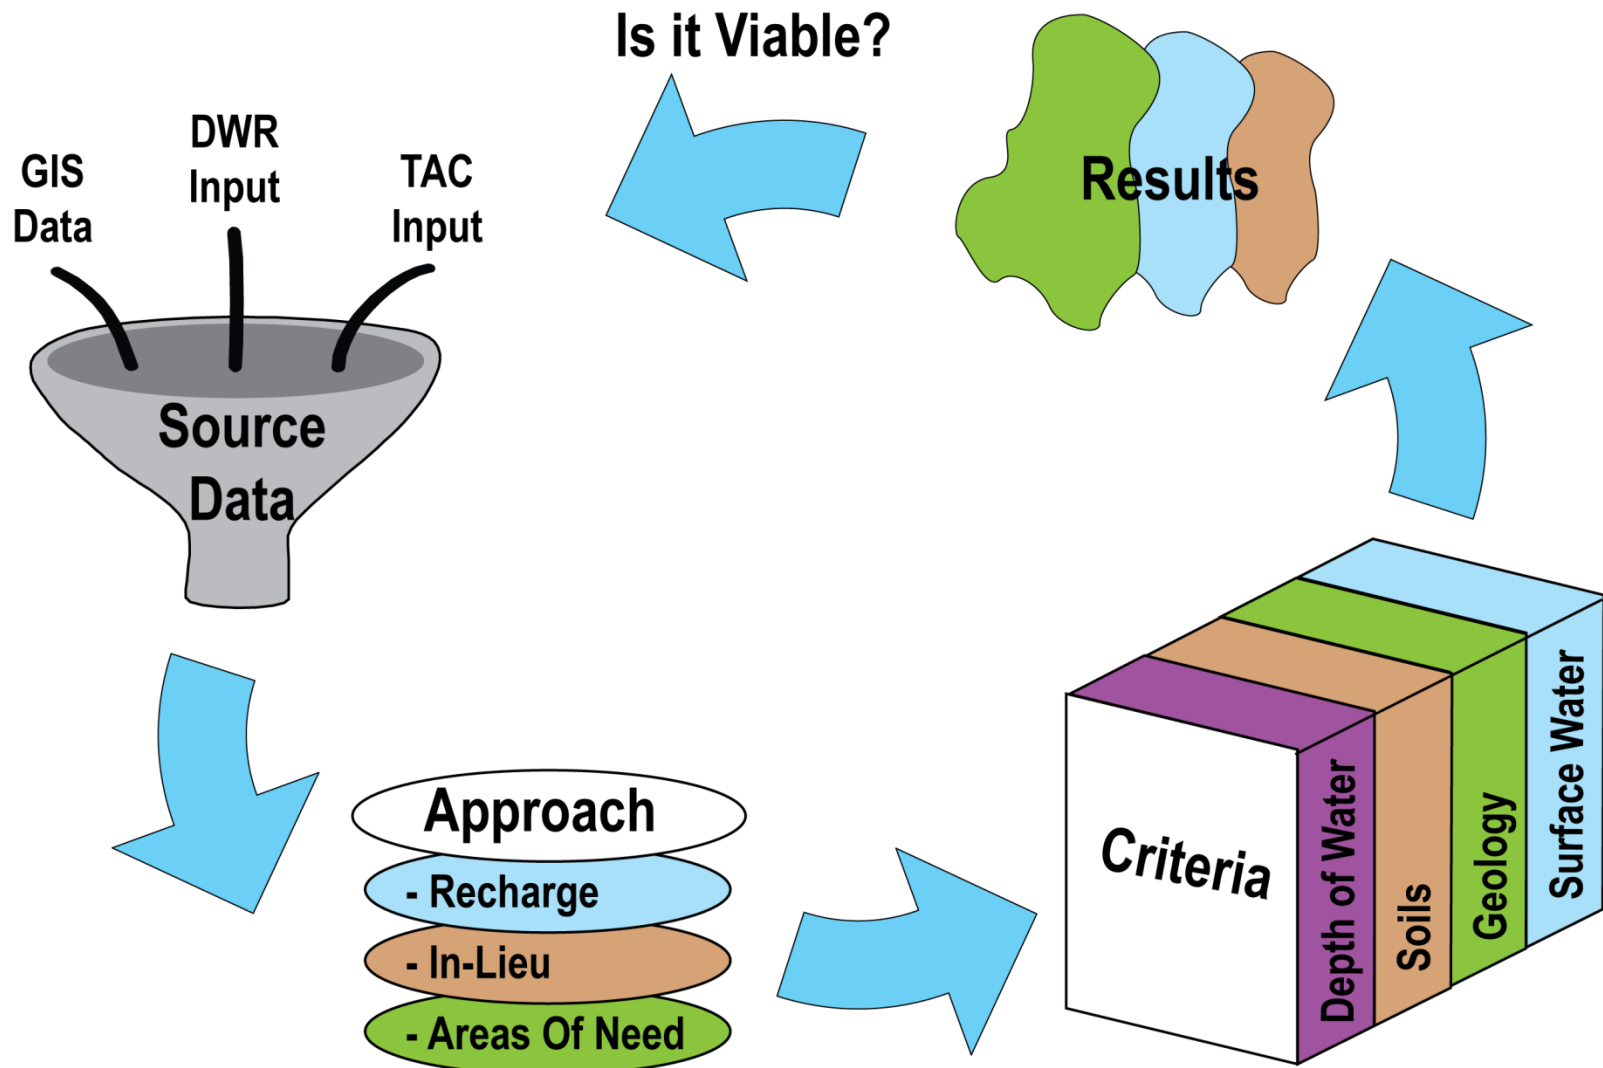 Is it Viable?
GIS
Data
DWR
Input
TAC
Input
Source
Data
Results
Approach
- Recharge
- In-Lieu
- Areas Of Need
Criteria
Depth of Water
Soils
Geology
Surface Water